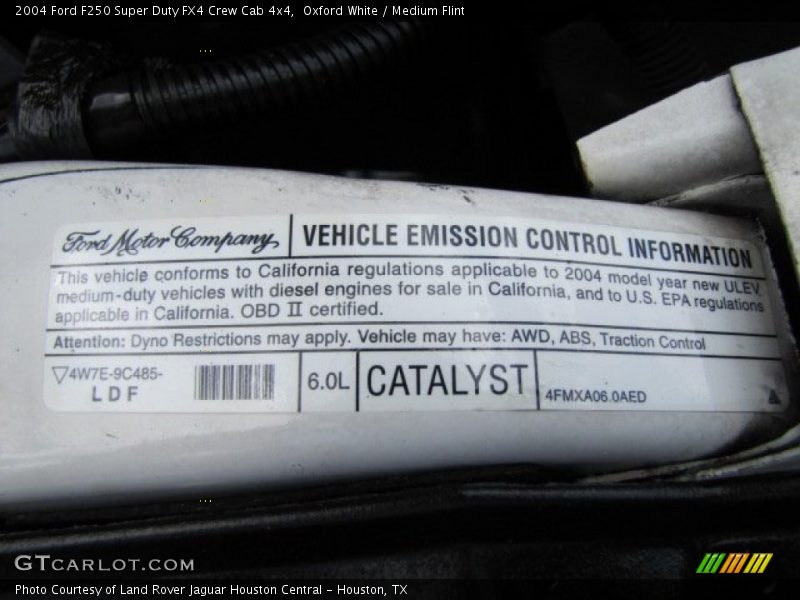 2004 Ford F250 Super Duty FX4 Crew Cab 4x4, Oxford White / Medium Flint
Ford Motor Company,
VEHICLE EMISSION CONTROL INFORMATION
This vehicle conforms to California regulations applicable to 2004 model year new ULEV
medium-duty vehicles with diesel engines for sale in California, and to U.S. EPA regulations
applicable in California. OBD II certified.
Attention: Dyno Restrictions may apply. Vehicle may have: AWD, ABS, Traction Control
▽4W7E-9C485-
LDF
6.0L
CATALYST
4FMXA06.0AED
GTCARLOT.COM
Photo Courtesy of Land Rover Jaguar Houston Central - Houston, TX